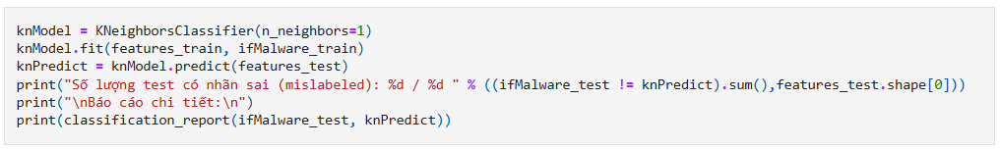 knModel = KNeighborsClassifier(n_neighbors=1)
knModel.fit(features_train, ifMalware_train)
knPredict = knModel.predict(features_test)
print("Số lượng test có nhãn sai (mislabeled): %d / %d " % ((ifMalware_test != knPredict).sum(),features_test.shape[0]))
print("\nBáo cáo chi tiết:\n")
print(classification_report(ifMalware_test, knPredict))